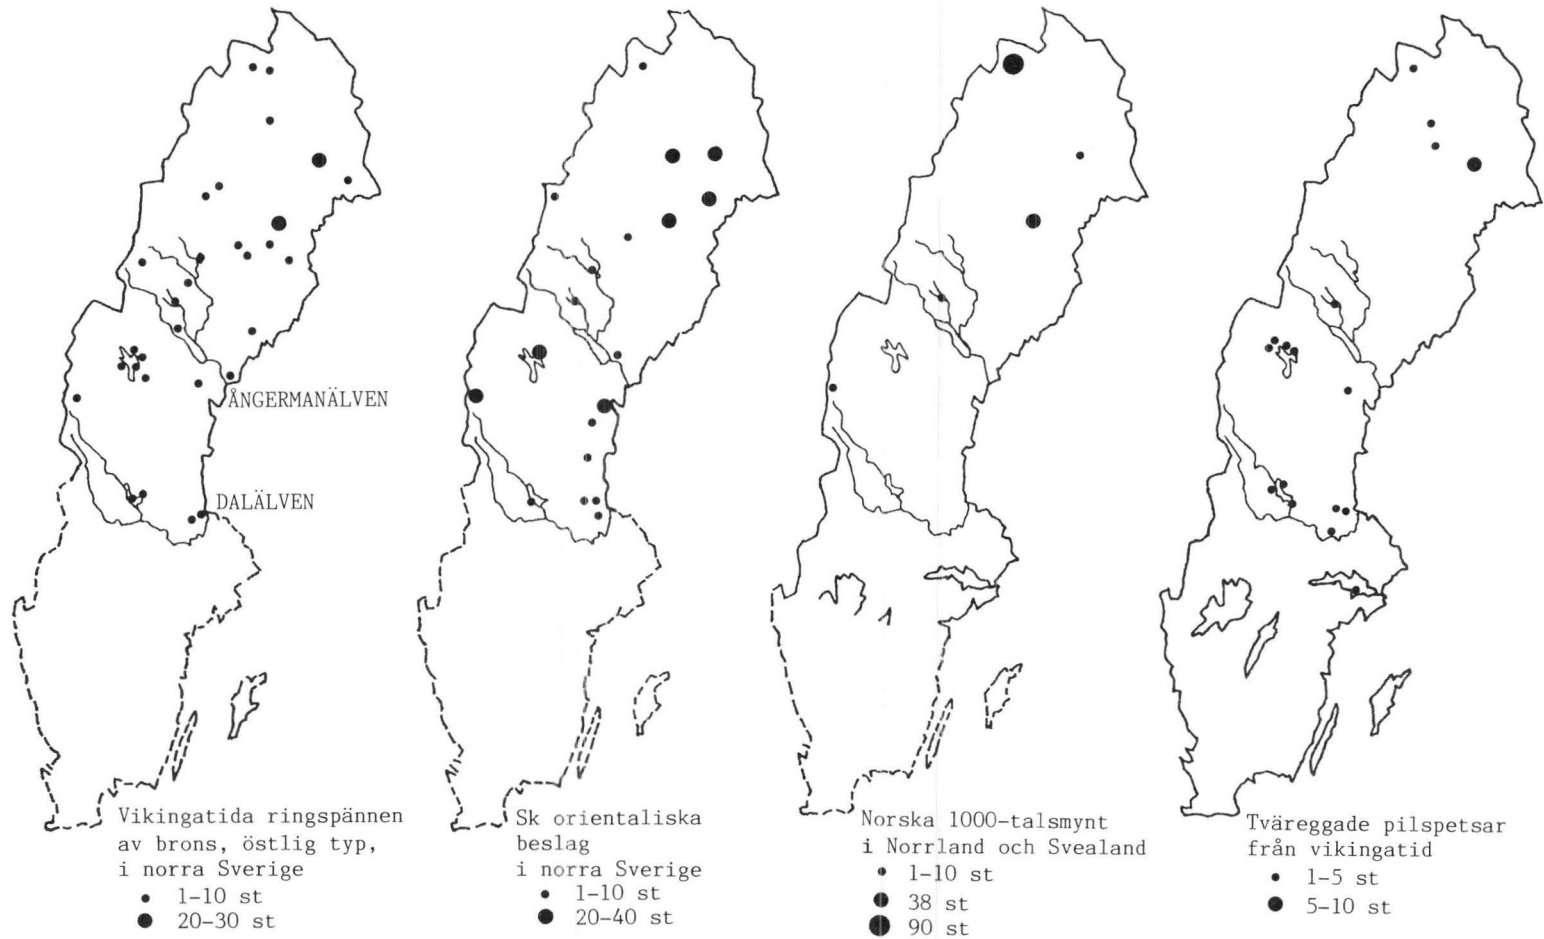 ÅNGERMANÄLVEN
DALÄLVEN
Vikingatida ringspännen
av brons, östlig typ,
i norra Sverige
1-10 st
20-30 st
Sk orientaliska
beslag
i norra Sverige
1-10 st
20-40 st
Norska 1000-talsmynt
i Norrland och Svealand
1-10 st
38 st
90 st
Tväreggade pilspetsar
från vikingatid
1-5 st
5-10 st